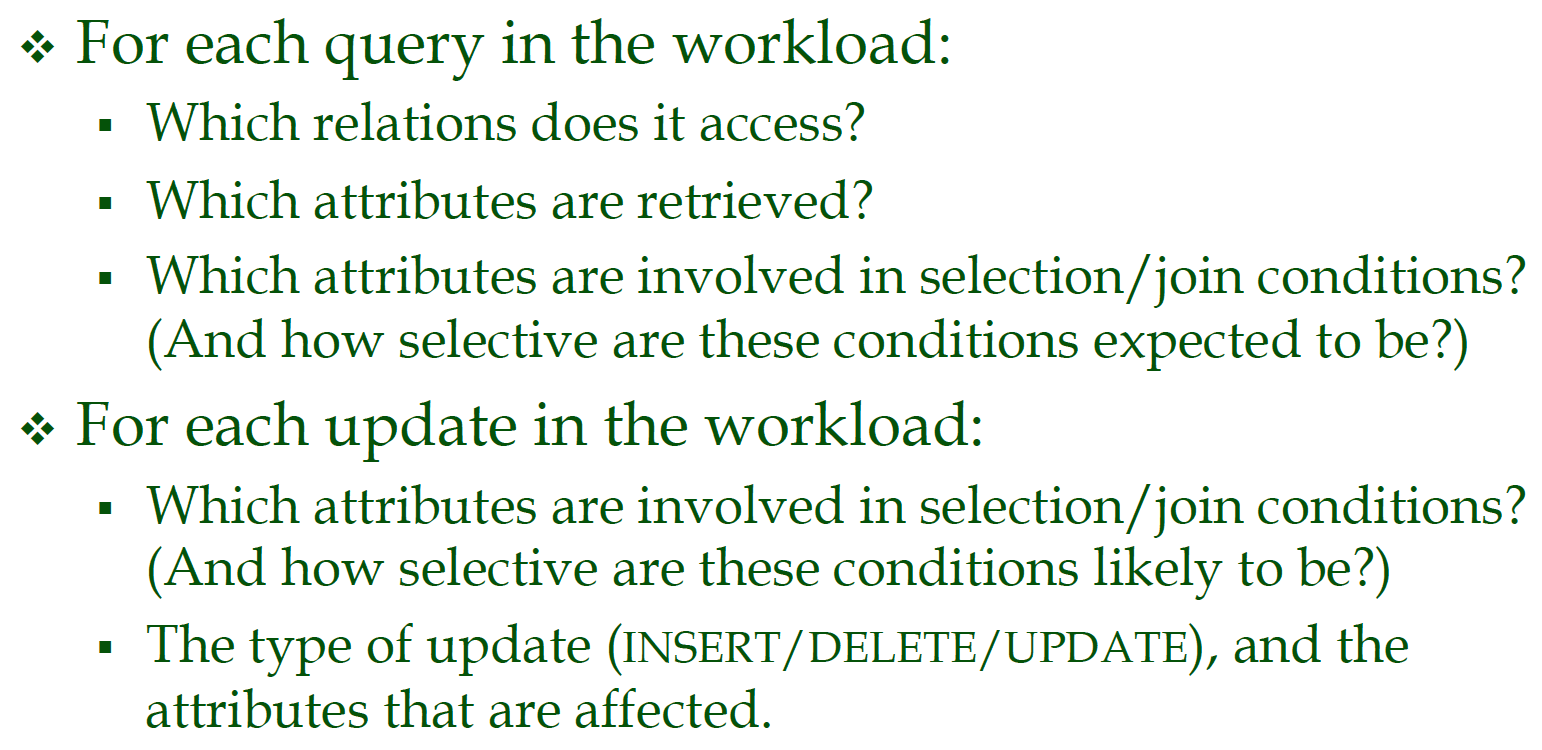 ❖ For each query in the workload:
▪ Which relations does it access?
▪ Which attributes are retrieved?
▪ Which attributes are involved in selection/join conditions?
(And how selective are these conditions expected to be?)
❖ For each update in the workload:
▪ Which attributes are involved in selection/join conditions?
(And how selective are these conditions likely to be?)
▪ The type of update (INSERT/DELETE/UPDATE), and the
attributes that are affected.